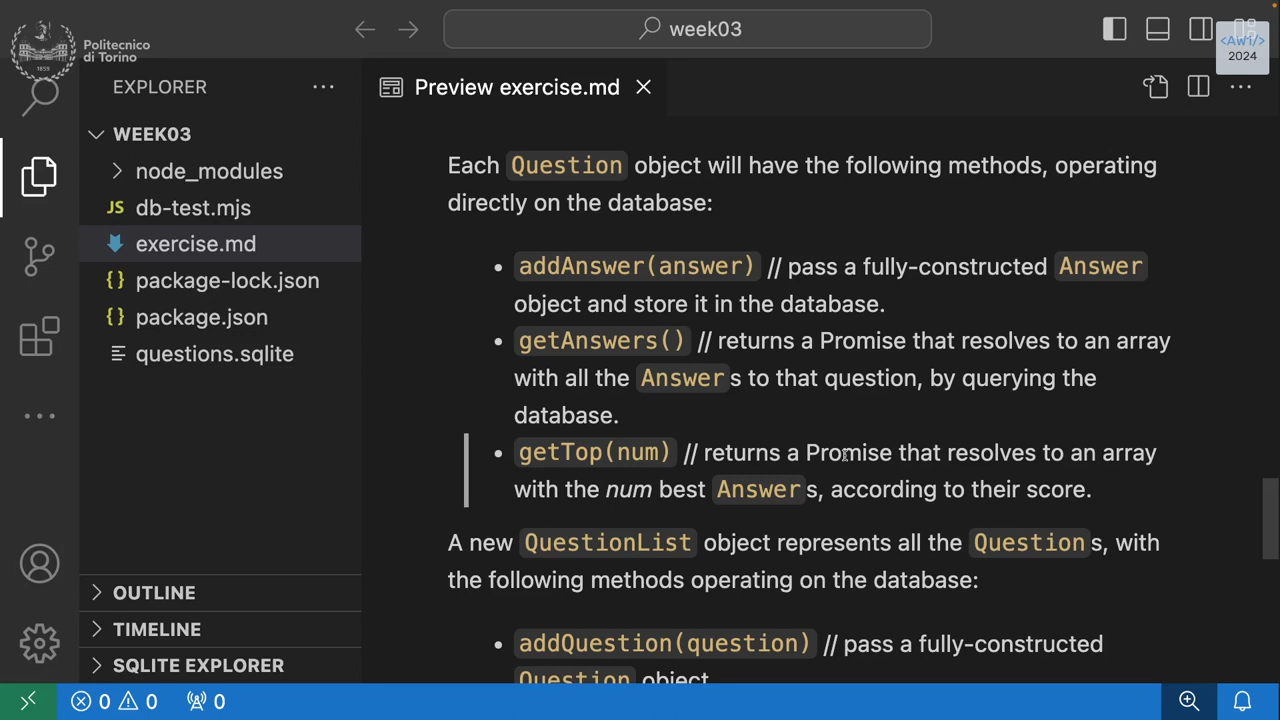 Politecnico
di Torino
1859
week03
<AW1/>
2024
EXPLORER
Preview exercise.md
WEEK03
node_modules
JS db-test.mjs
exercise.md
{} package-lock.json
{} package.json
questions.sqlite
OUTLINE
TIMELINE
SQLITE EXPLORER
Each Question object will have the following methods, operating
directly on the database:
• addAnswer(answer) // pass a fully-constructed Answer
object and store it in the database.
• getAnswers() // returns a Promise that resolves to an array
with all the Answers to that question, by querying the
database.
• getTop(num) // returns a Promise that resolves to an array
with the num best Answers, according to their score.
A new QuestionList object represents all the Questions, with
the following methods operating on the database:
• addQuestion(question) // pass a fully-constructed
Question object
0 0 0